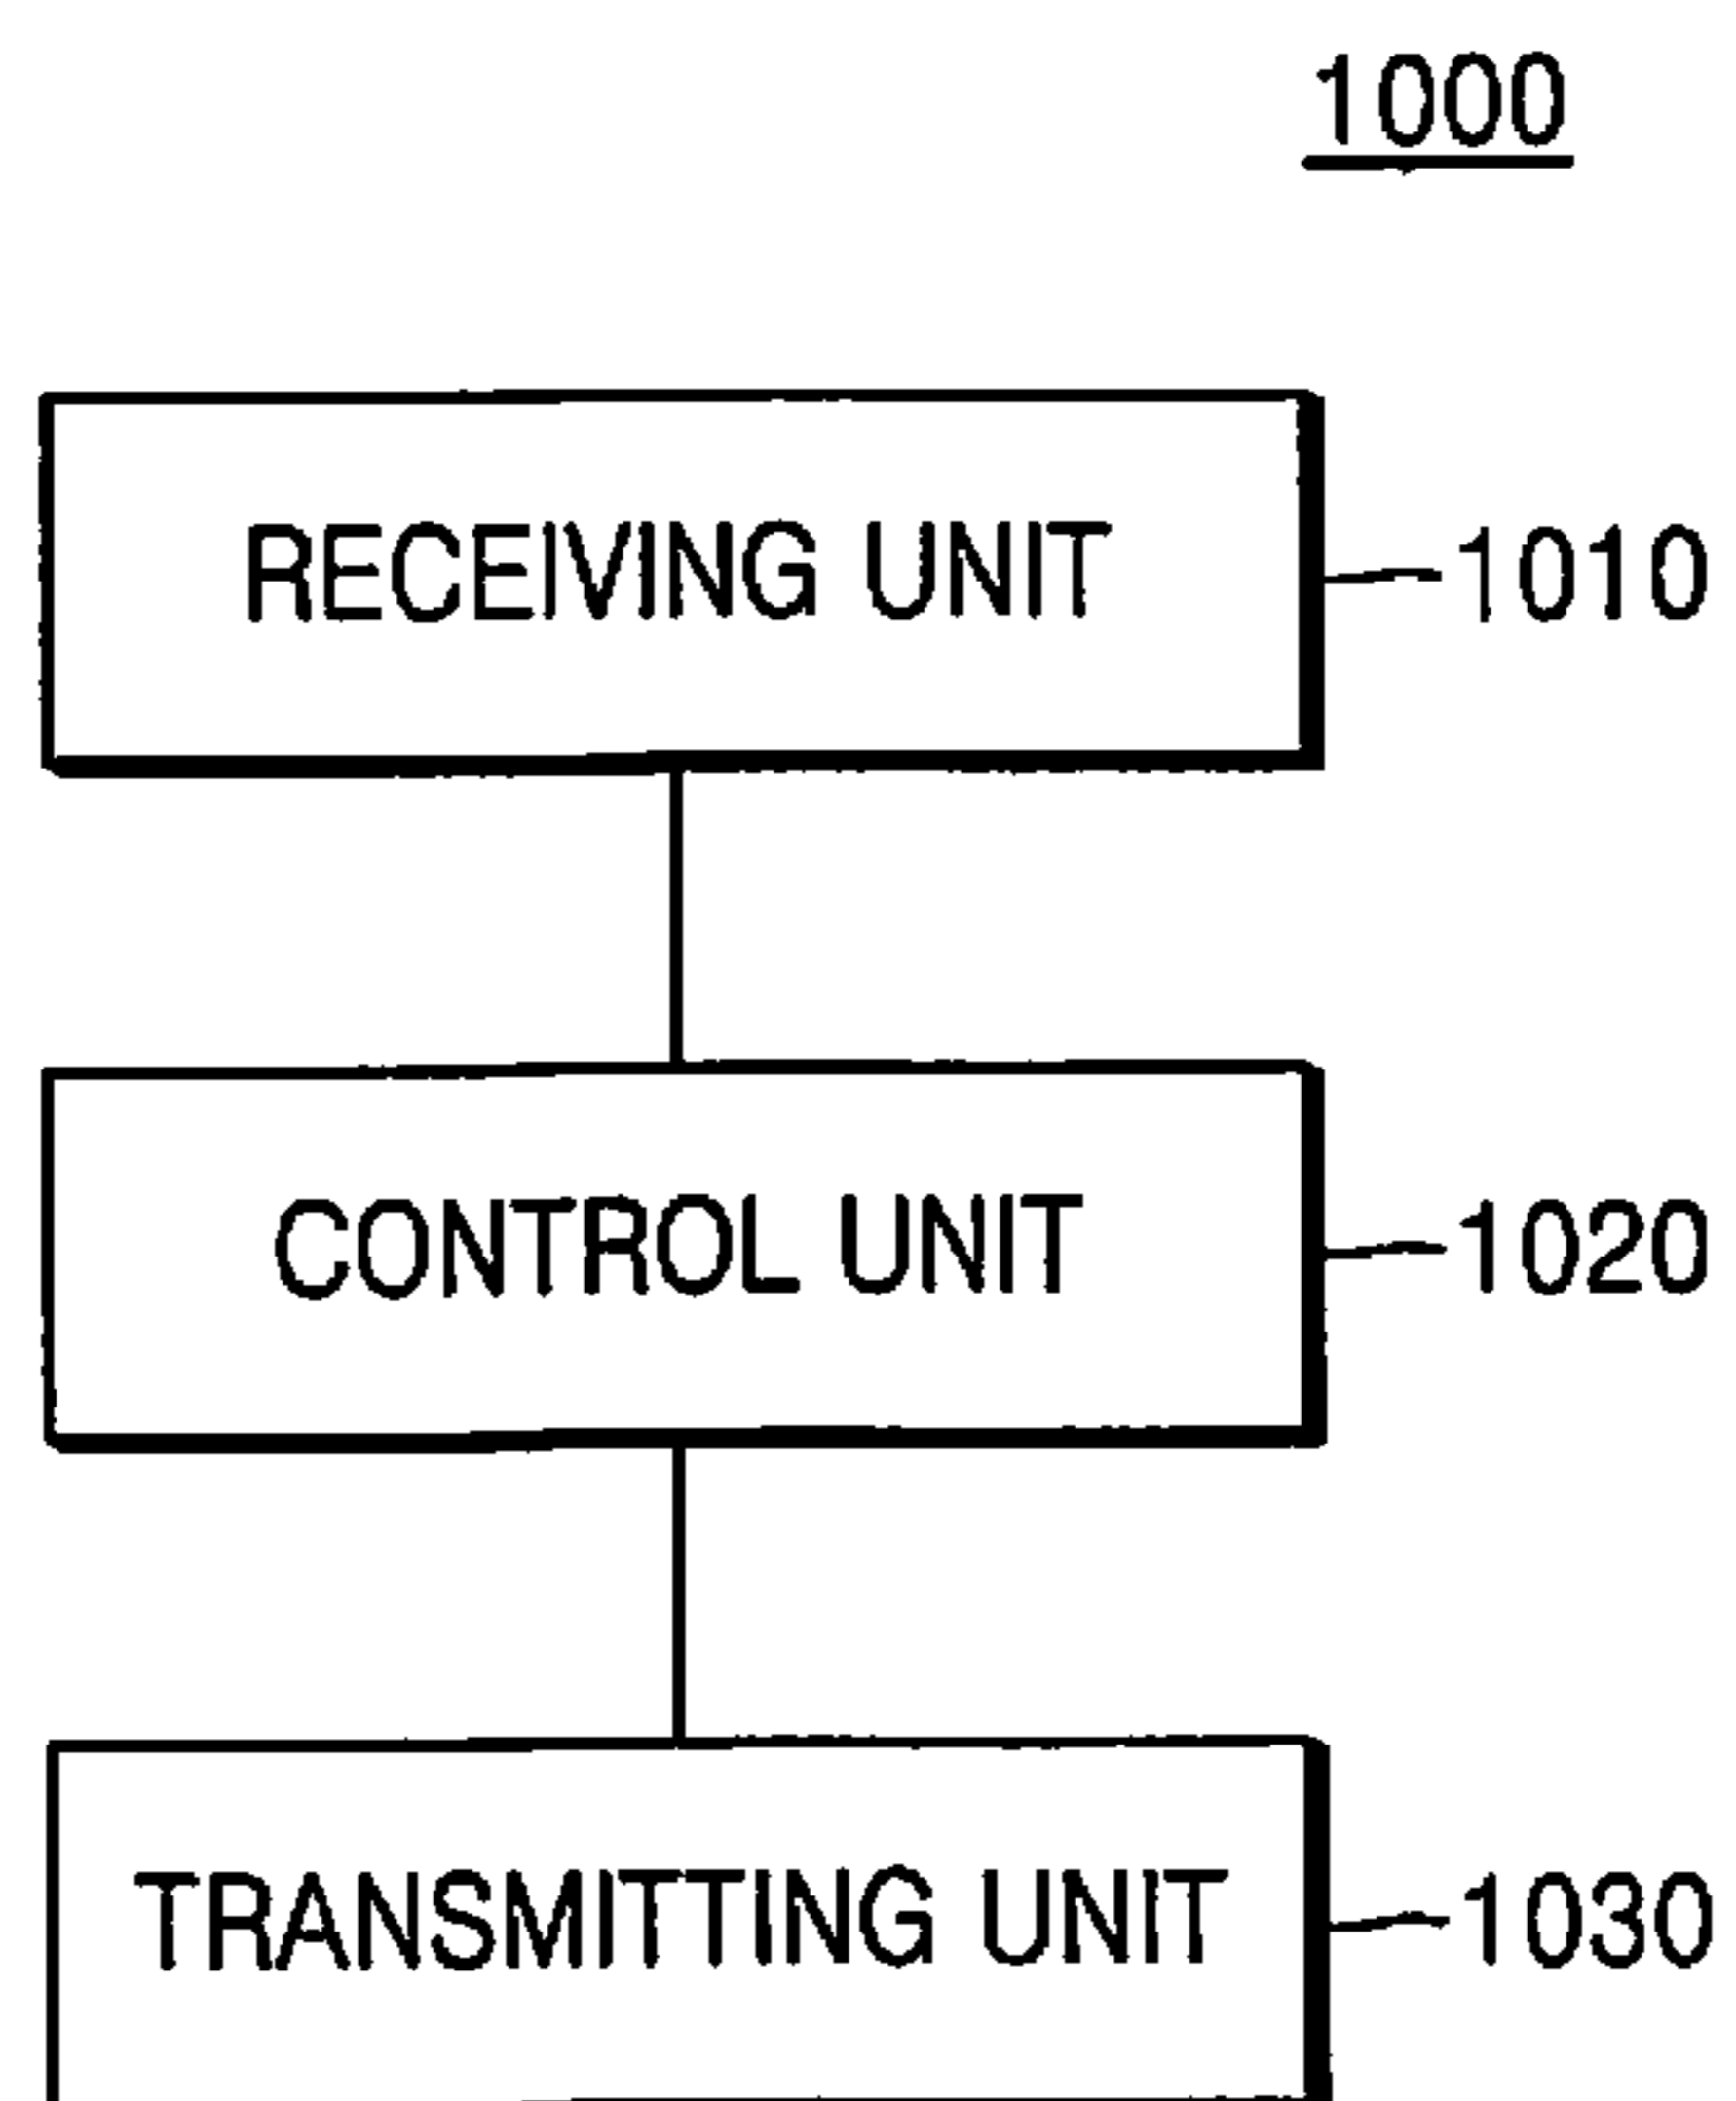 1000
RECEIVING UNIT
1010
CONTROL UNIT
1020
TRANSMITTING UNIT
1030